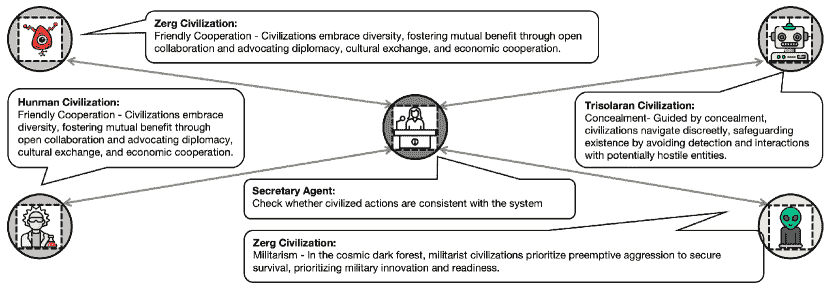 Zerg Civilization:
Friendly Cooperation - Civilizations embrace diversity, fostering mutual benefit through open
collaboration and advocating diplomacy, cultural exchange, and economic cooperation.
Hunman Civilization:
Friendly Cooperation - Civilizations embrace
diversity, fostering mutual benefit through
open collaboration and advocating diplomacy,
cultural exchange, and economic cooperation.
Trisolaran Civilization:
Concealment- Guided by concealment,
civilizations navigate discreetly, safeguarding
existence by avoiding detection and interactions
with potentially hostile entities.
Secretary Agent:
Check whether civilized actions are consistent with the system
Zerg Civilization:
Militarism - In the cosmic dark forest, militarist civilizations prioritize preemptive aggression to secure
survival, prioritizing military innovation and readiness.